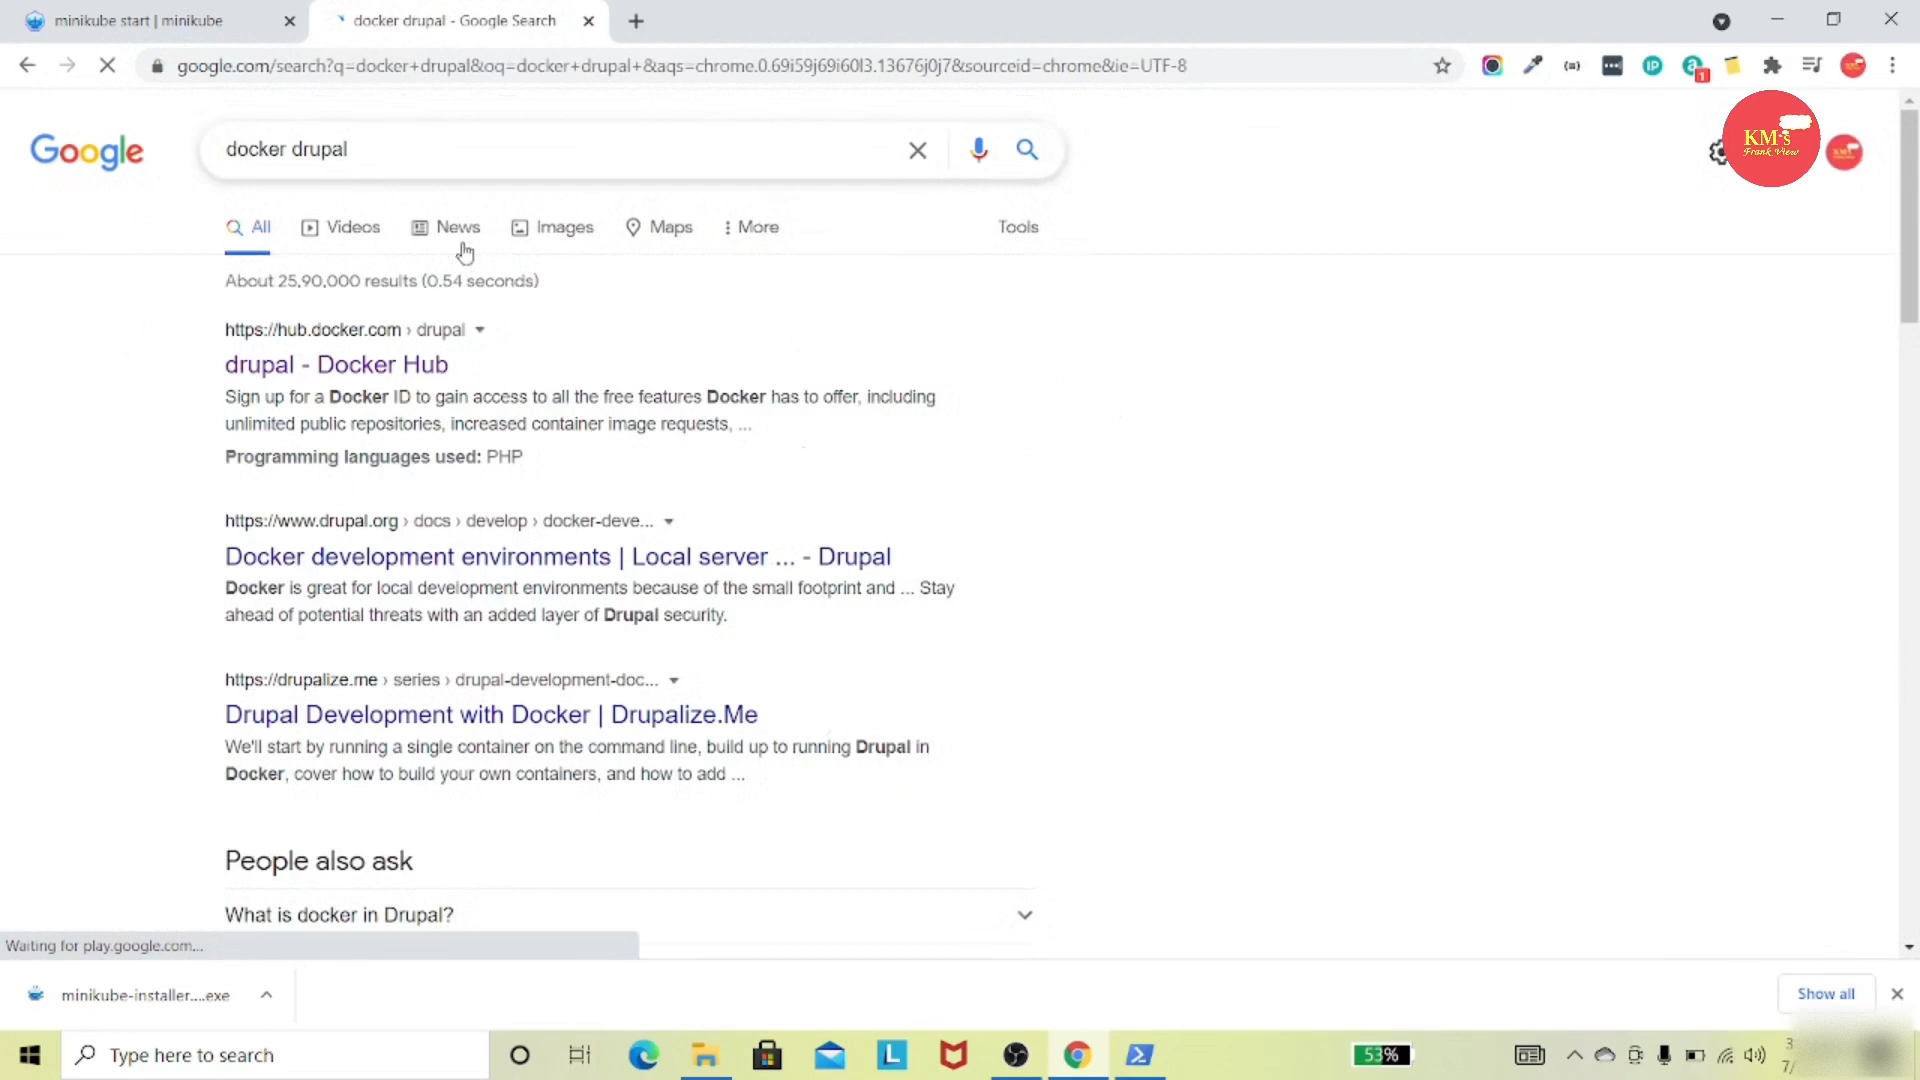 minikube start | minikube
docker drupal - Google Search
google.com/search?q=docker+drupal&oq=docker+drupal+&aqs=chrome.0.69i59j69i60l3.13676j0j7&sourceid=chrome&ie=UTF-8
1
Google
docker drupal
KM's
Frank View
All
Videos
News
Images
Maps
More
Tools
About 25,90,000 results (0.54 seconds)
https://hub.docker.com › drupal
drupal - Docker Hub
Sign up for a Docker ID to gain access to all the free features Docker has to offer, including
unlimited public repositories, increased container image requests, ...
Programming languages used: PHP
https://www.drupal.org › docs › develop › docker-deve...
Docker development environments | Local server ... - Drupal
Docker is great for local development environments because of the small footprint and ... Stay
ahead of potential threats with an added layer of Drupal security.
https://drupalize.me › series › drupal-development-doc...
Drupal Development with Docker | Drupalize.Me
We'll start by running a single container on the command line, build up to running Drupal in
Docker, cover how to build your own containers, and how to add ...
People also ask
What is docker in Drupal?
Waiting for play.google.com...
minikube-installer....exe
Show all
Type here to search
53%
3
7/